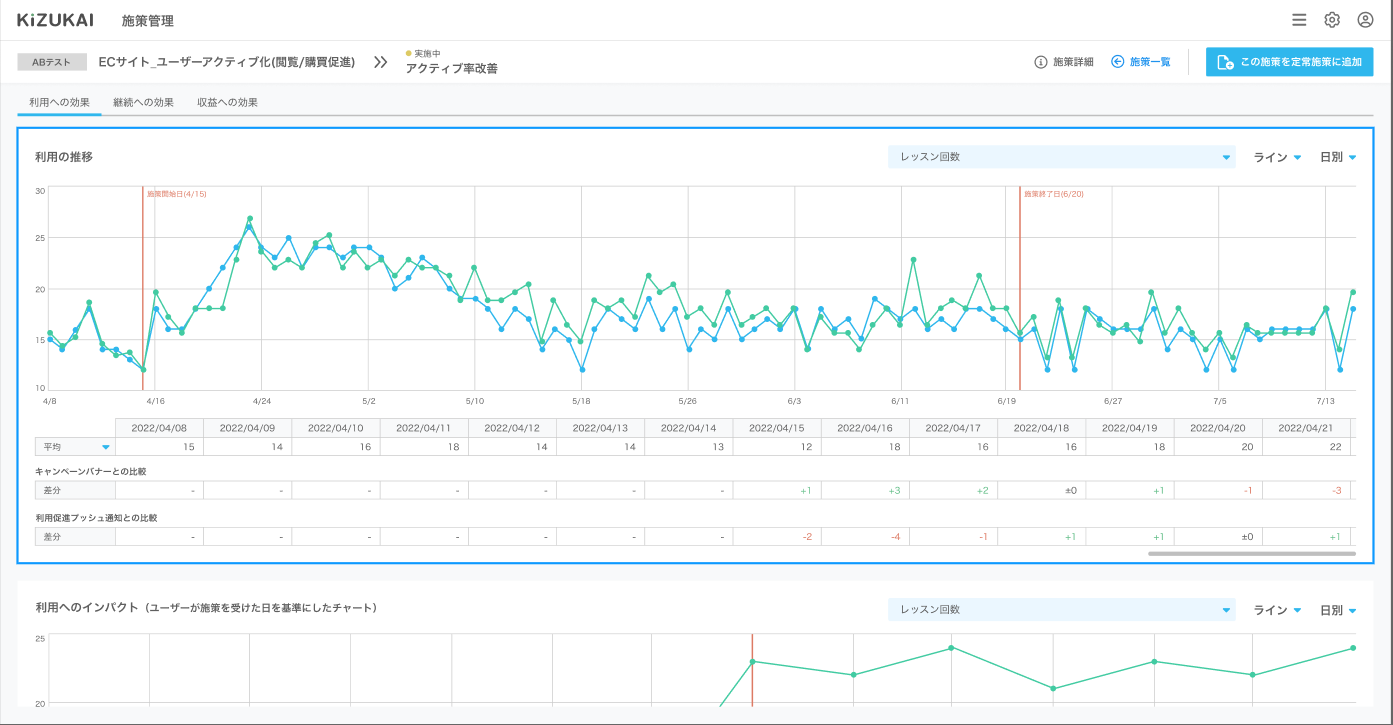 KiZUKAI 施策管理
ABテスト ECサイト_ユーザーアクティブ化(閲覧/購買促進) 実施中 アクティブ率改善 施策詳細 施策一覧 この施策を定常施策に追加
利用への効果 継続への効果 収益への効果
利用の推移 レッスン回数 ライン 日別
30
施策開始日(4/15) 施策終了日(6/20)
25
20
15
10
4/8 4/16 4/24 5/2 5/10 5/18 5/26 6/3 6/11 6/19 6/27 7/5 7/13
2022/04/08 2022/04/09 2022/04/10 2022/04/11 2022/04/12 2022/04/13 2022/04/14 2022/04/15 2022/04/16 2022/04/17 2022/04/18 2022/04/19 2022/04/20 2022/04/21
平均 15 14 16 18 14 14 13 12 18 16 16 18 20 22
キャンペーンバナーとの比較
差分 - - - - - - - +1 +3 +2 ±0 +1 -1 -3
利用促進プッシュ通知との比較
差分 - - - - - - - -2 -4 -1 +1 +1 ±0 +1
利用へのインパクト（ユーザーが施策を受けた日を基準にしたチャート） レッスン回数 ライン 日別
25
20